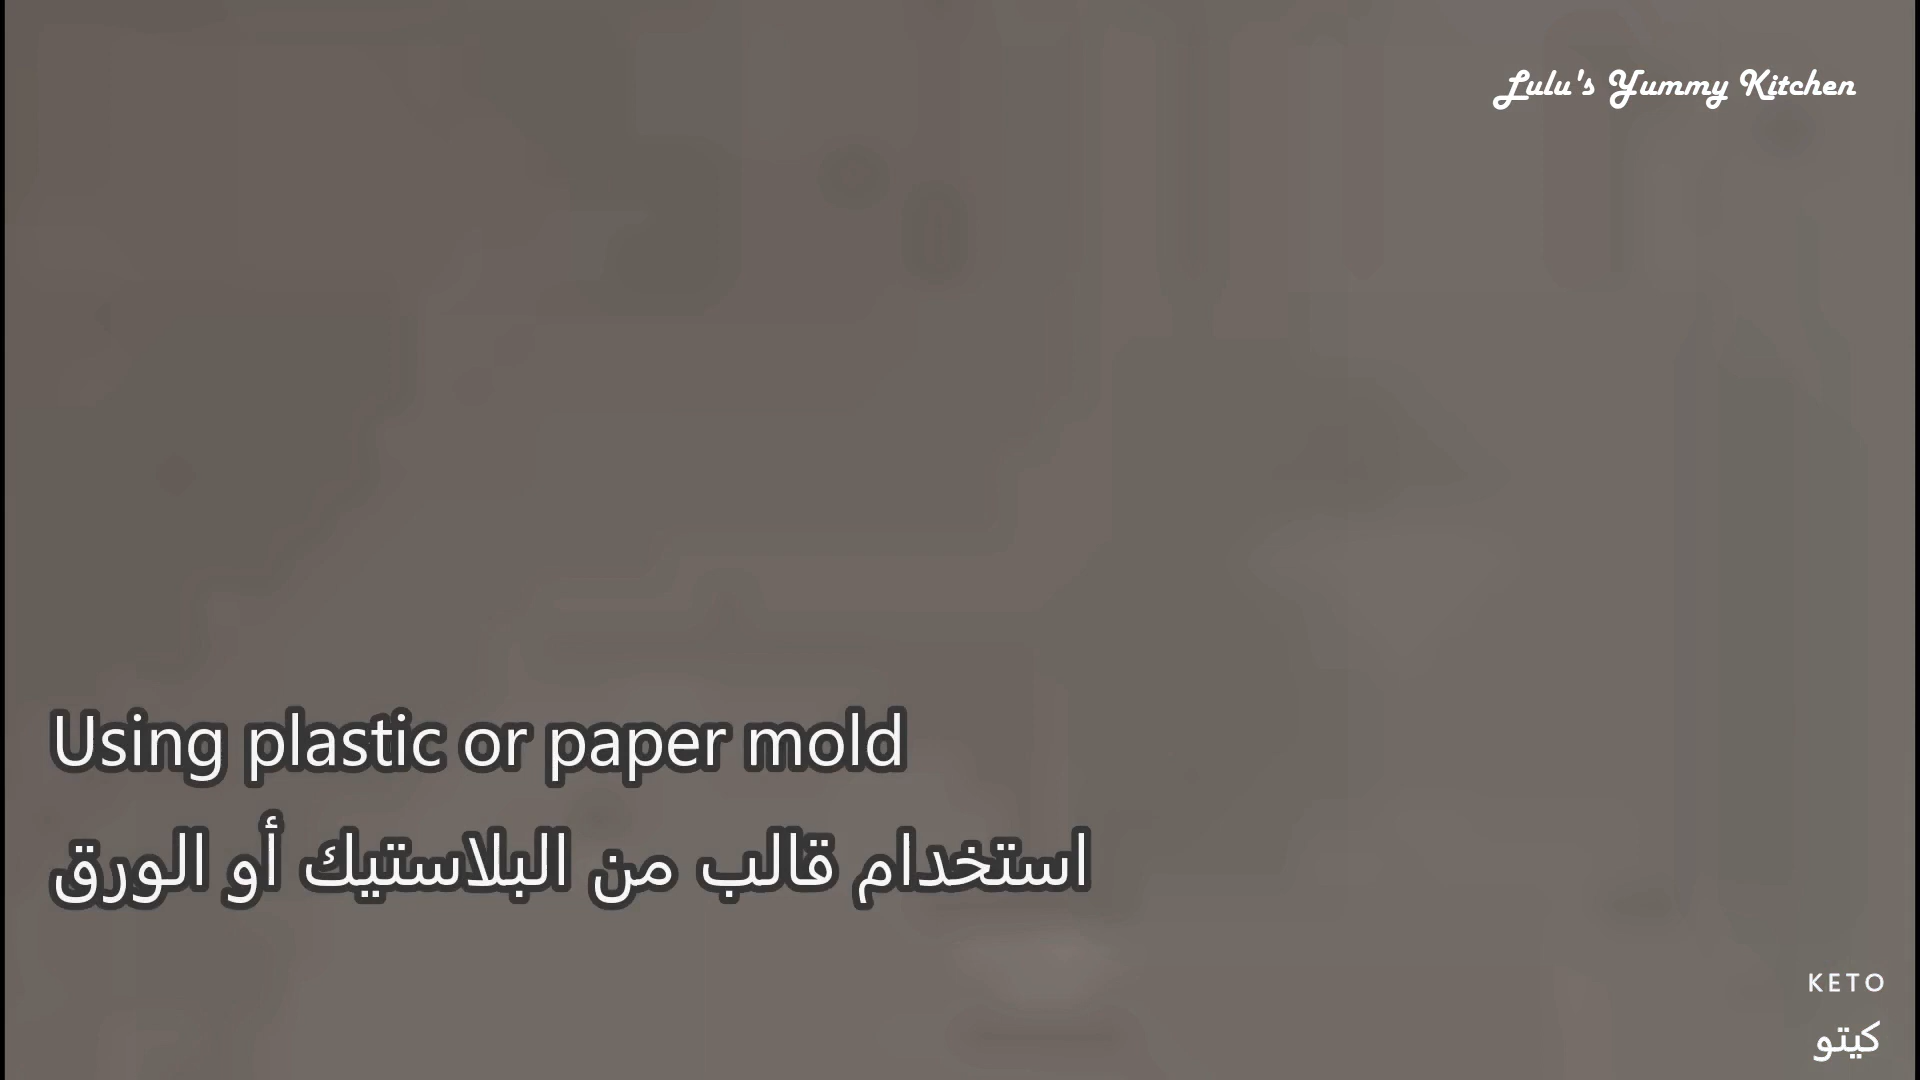 Lulu's Yummy Kitchen
Using plastic or paper mold
استخدام قالب من البلاستيك أو الورق
KETO
كيتو